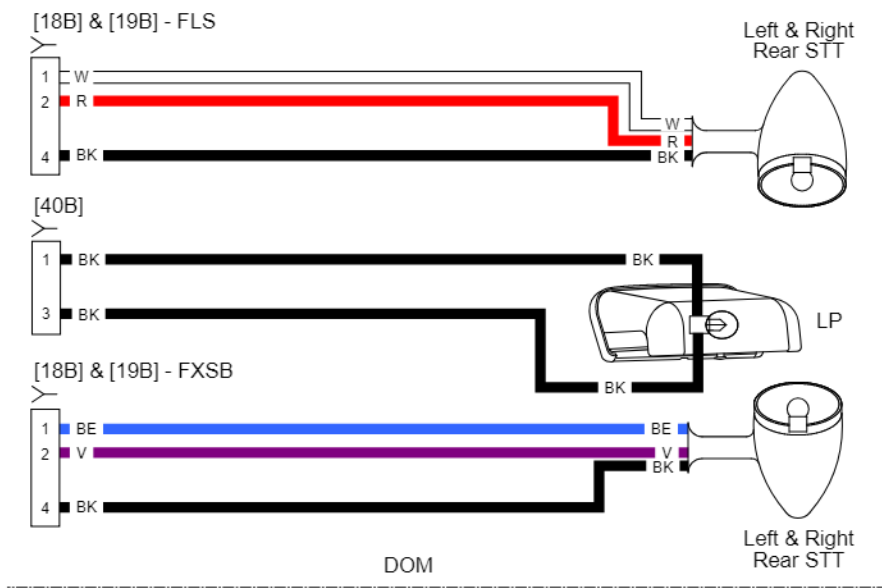 [18B] & [19B] - FLS
Left & Right
Rear STT
1 W
2 R
W
R
4 BK
BK
[40B]
1 BK
BK
3 BK
LP
[18B] & [19B] - FXSB
BK
1 BE
BE
2 V
V
BK
4 BK
Left & Right
Rear STT
DOM